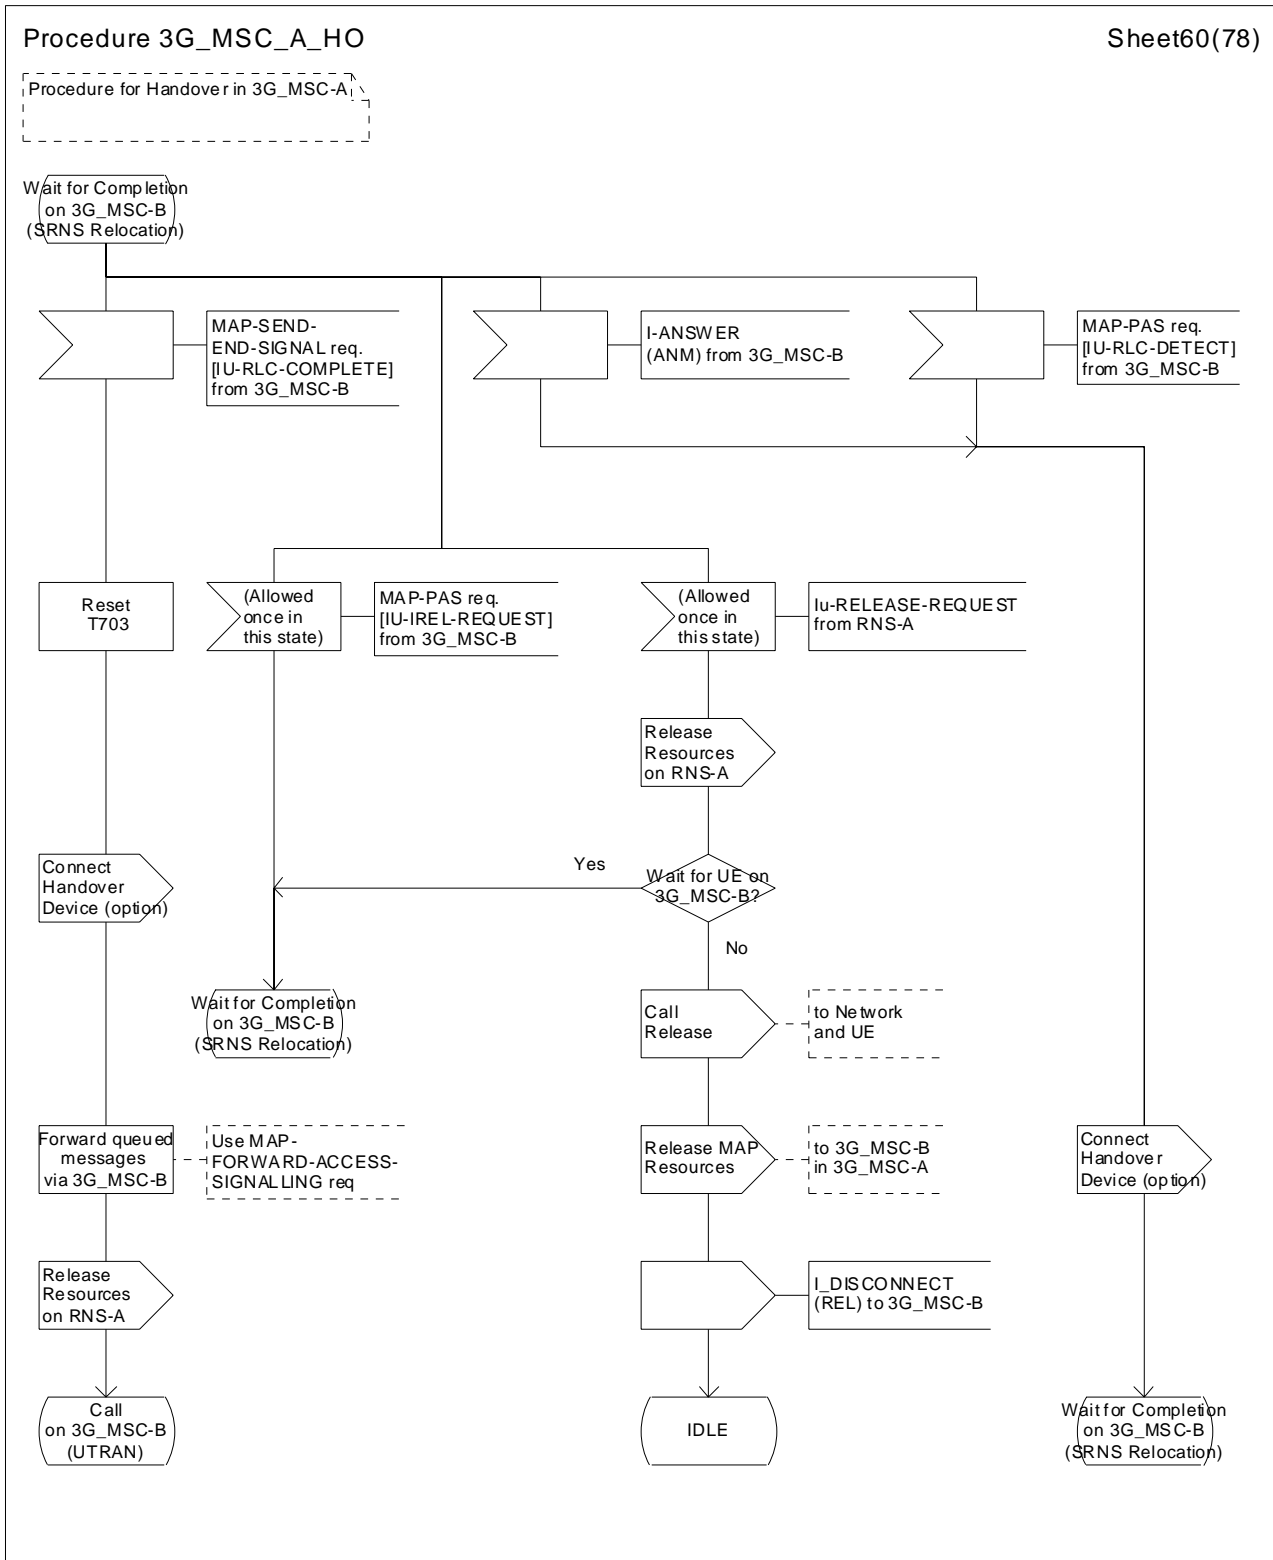 Procedure 3G_MSC_A_HO
Sheet60(78)
Procedure for Handover in 3G_MSC-A
Wait for Completion
on 3G_MSC-B
(SRNS Relocation)
MAP-SEND-
END-SIGNAL req.
[IU-RLC-COMPLETE]
from 3G_MSC-B
I-ANSWER
(ANM) from 3G_MSC-B
MAP-PAS req.
[IU-RLC-DETECT]
from 3G_MSC-B
Reset
T703
(Allowed
once in
this state)
MAP-PAS req.
[IU-IREL-REQUEST]
from 3G_MSC-B
(Allowed
once in
this state)
Iu-RELEASE-REQUEST
from RNS-A
Release
Resources
on RNS-A
Connect
Handover
Device (option)
Yes
Wait for UE on
3G_MSC-B?
No
Wait for Completion
on 3G_MSC-B
(SRNS Relocation)
Call
Release
to Network
and UE
Forward queued
messages
via 3G_MSC-B
Use MAP-
FORWARD-ACCESS-
SIGNALLING req
Release MAP
Resources
to 3G_MSC-B
in 3G_MSC-A
Connect
Handover
Device (option)
Release
Resources
on RNS-A
I_DISCONNECT
(REL) to 3G_MSC-B
Call
on 3G_MSC-B
(UTRAN)
IDLE
Wait for Completion
on 3G_MSC-B
(SRNS Relocation)